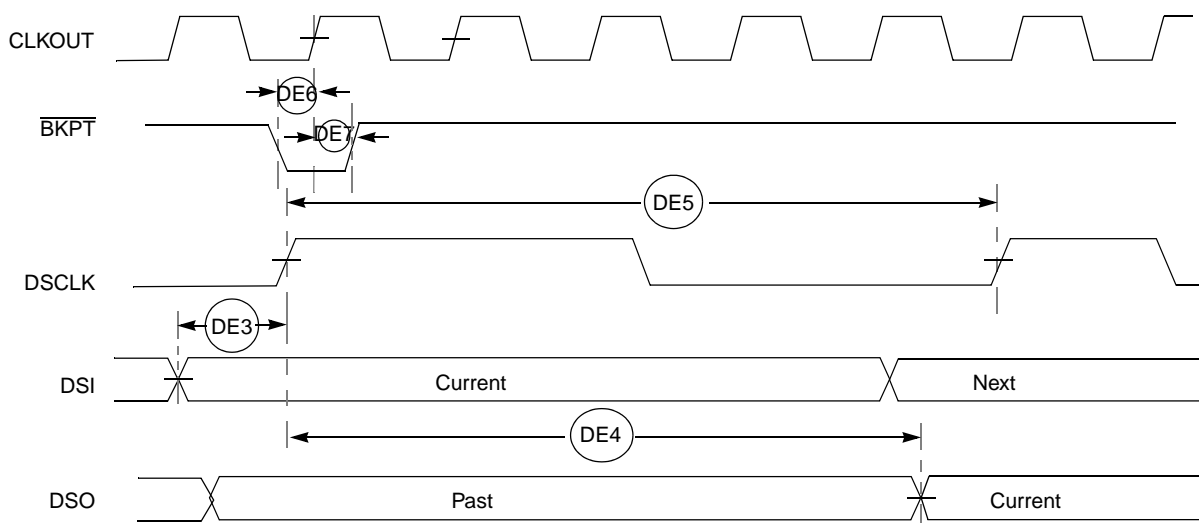 CLKOUT
DE6
BKPT
DE7
DE5
DSCLK
DE3
DSI
Current
Next
DE4
DSO
Past
Current